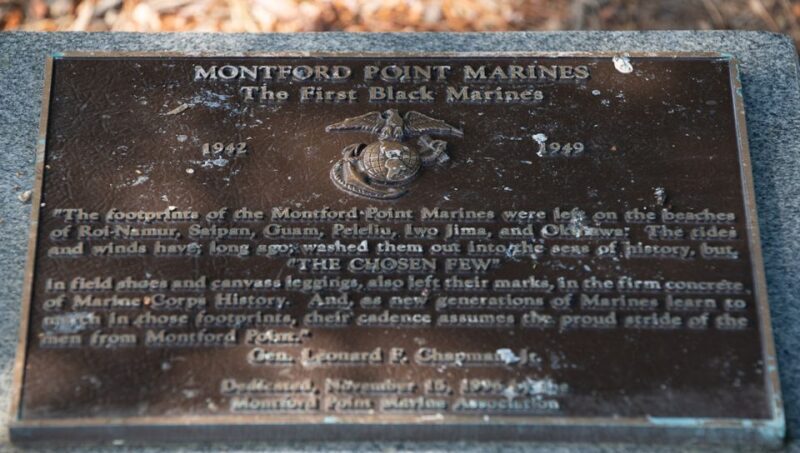 MONTFORD POINT MARINES
The First Black Marines
1942 1949
"The footprints of the Montford Point Marines were left on the beaches
of Roi-Namur, Saipan, Guam, Peleliu, Iwo Jima, and Okinawa. The tides
and winds have, long ago, washed them out into the seas of history, but,
"THE CHOSEN FEW"
In field shoes and canvass leggings, also left their marks, in the firm concrete
of Marine Corps History. And, as new generations of Marines learn to
march in those footprints, their cadence assumes the proud stride of the
men from Montford Point."
Gen. Leonard F. Chapman Jr.
Dedicated, November 15, 1996 by the
Montford Point Marine Association